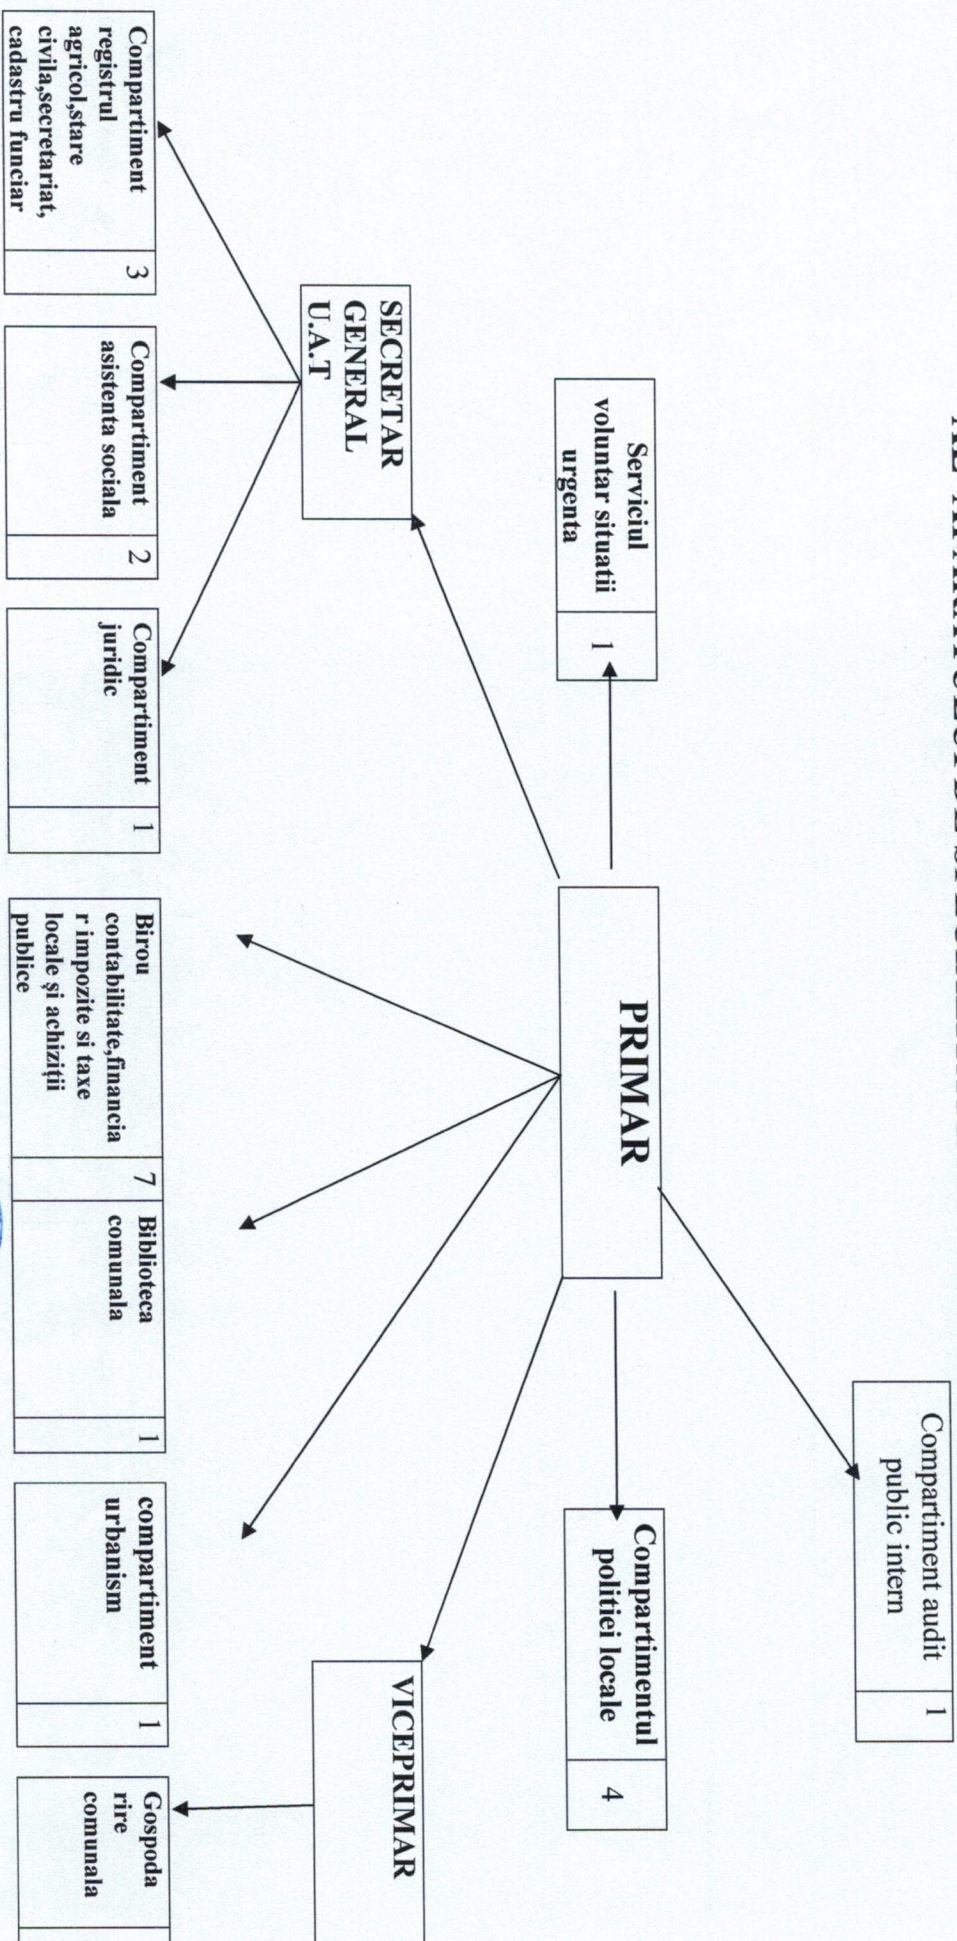 Compartiment audit
public intern
1
Serviciul
voluntar situatii
urgenta
1
PRIMAR
Compartimentul
politiei locale
4
SECRETAR
GENERAL
U.A.T
VICEPRIMAR
Compartiment
registrul
agricol,stare
civila,secretariat,
cadastru funciar
3
Compartiment
asistenta sociala
2
Compartiment
juridic
1
Birou
contabilitate,financia
r impozite si taxe
locale și achiziții
publice
7
Biblioteca
comunala
1
compartiment
urbanism
1
Gospoda
rire
comunala